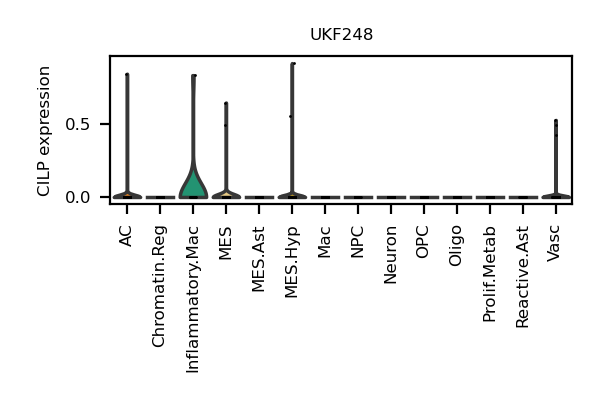 UKF248
CILP expression
0.5
0.0
AC
Chromatin.Reg
Inflammatory.Mac
MES
MES.Ast
MES.Hyp
Mac
NPC
Neuron
OPC
Oligo
Prolif.Metab
Reactive.Ast
Vasc